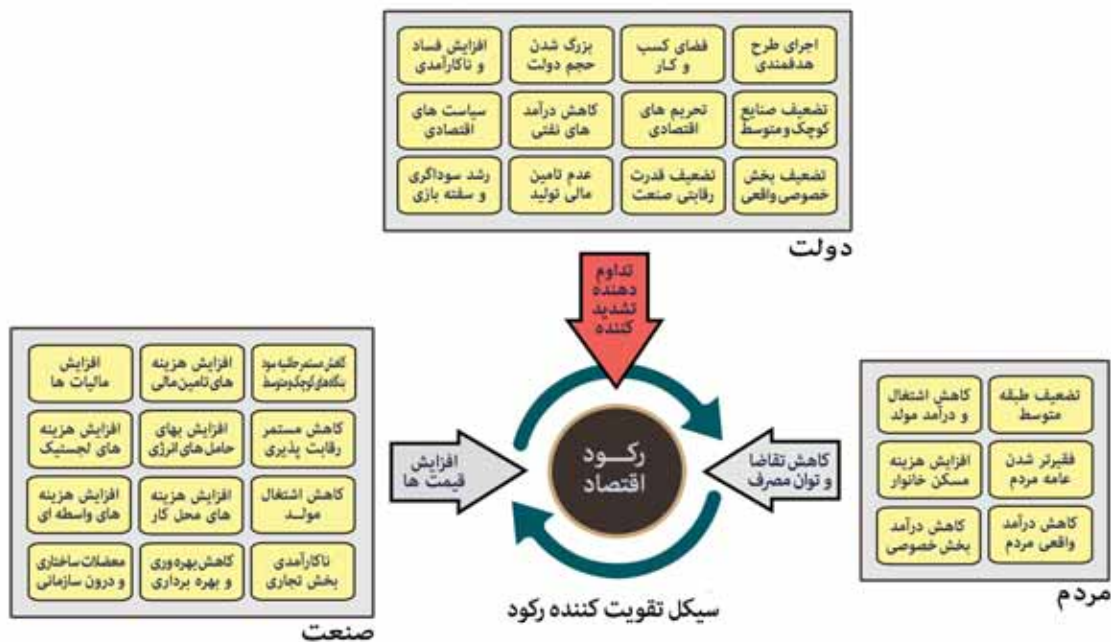 اجرای طرح
هدفمندی
فضای کسب
و کار
بزرگ شدن
حجم دولت
افزایش فساد
و ناکارآمدی
تضعیف صنایع
کوچک و متوسط
تحریم های
اقتصادی
کاهش درآمد
های نفتی
سیاست های
اقتصادی
تضعیف بخش
خصوصی واقعی
تضعیف قدرت
رقابتی صنعت
عدم تامین
مالی تولید
رشد سوداگری
و سفته بازی
دولت
تداوم
دهنده
تشدید
کننده
تضعیف طبقه
متوسط
کاهش اشتغال
و درآمد مولد
فقیرتر شدن
عامه مردم
افزایش هزینه
مسکن خانوار
کاهش درآمد
واقعی مردم
کاهش درآمد
بخش خصوصی
مردم
کاهش تقاضا
و توان مصرف
رکود
اقتصاد
افزایش
قیمت ها
کاهش مستمر حاشیه سود
بنگاه های کوچک و متوسط
افزایش هزینه
های تامین مالی
افزایش
مالیات ها
کاهش مستمر
رقابت پذیری
افزایش بهای
حامل های انرژی
افزایش هزینه
های لجستیک
کاهش اشتغال
مولد
افزایش هزینه
های محل کار
افزایش هزینه
های واسطه ای
ناکارآمدی
بخش تجاری
کاهش بهره وری
و بهره برداری
معضلات ساختاری
و درون سازمانی
صنعت
سیکل تقویت کننده رکود